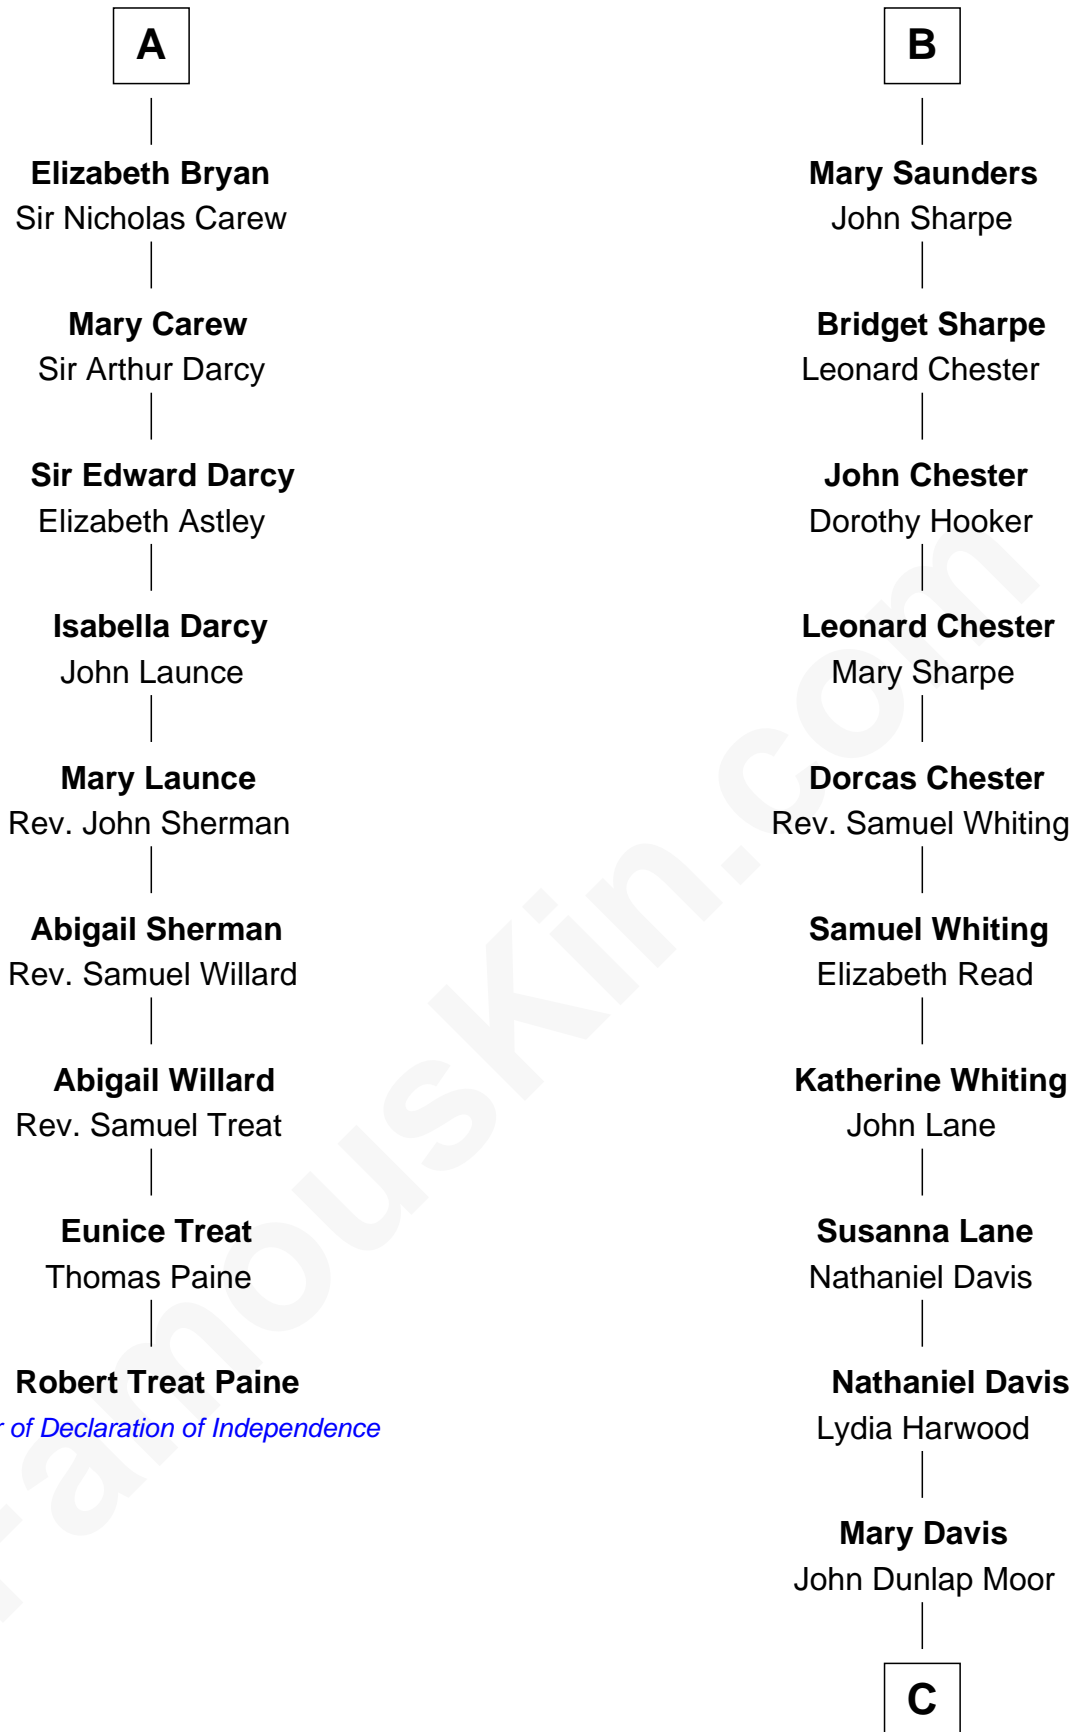 A
Elizabeth Bryan
Sir Nicholas Carew
Mary Carew
Sir Arthur Darcy
Sir Edward Darcy
Elizabeth Astley
Isabella Darcy
John Launce
Mary Launce
Rev. John Sherman
Abigail Sherman
Rev. Samuel Willard
Abigail Willard
Rev. Samuel Treat
Eunice Treat
Thomas Paine
Robert Treat Paine
r of Declaration of Independence
B
Mary Saunders
John Sharpe
Bridget Sharpe
Leonard Chester
John Chester
Dorothy Hooker
Leonard Chester
Mary Sharpe
Dorcas Chester
Rev. Samuel Whiting
Samuel Whiting
Elizabeth Read
Katherine Whiting
John Lane
Susanna Lane
Nathaniel Davis
Nathaniel Davis
Lydia Harwood
Mary Davis
John Dunlap Moor
C
FamousKin.com